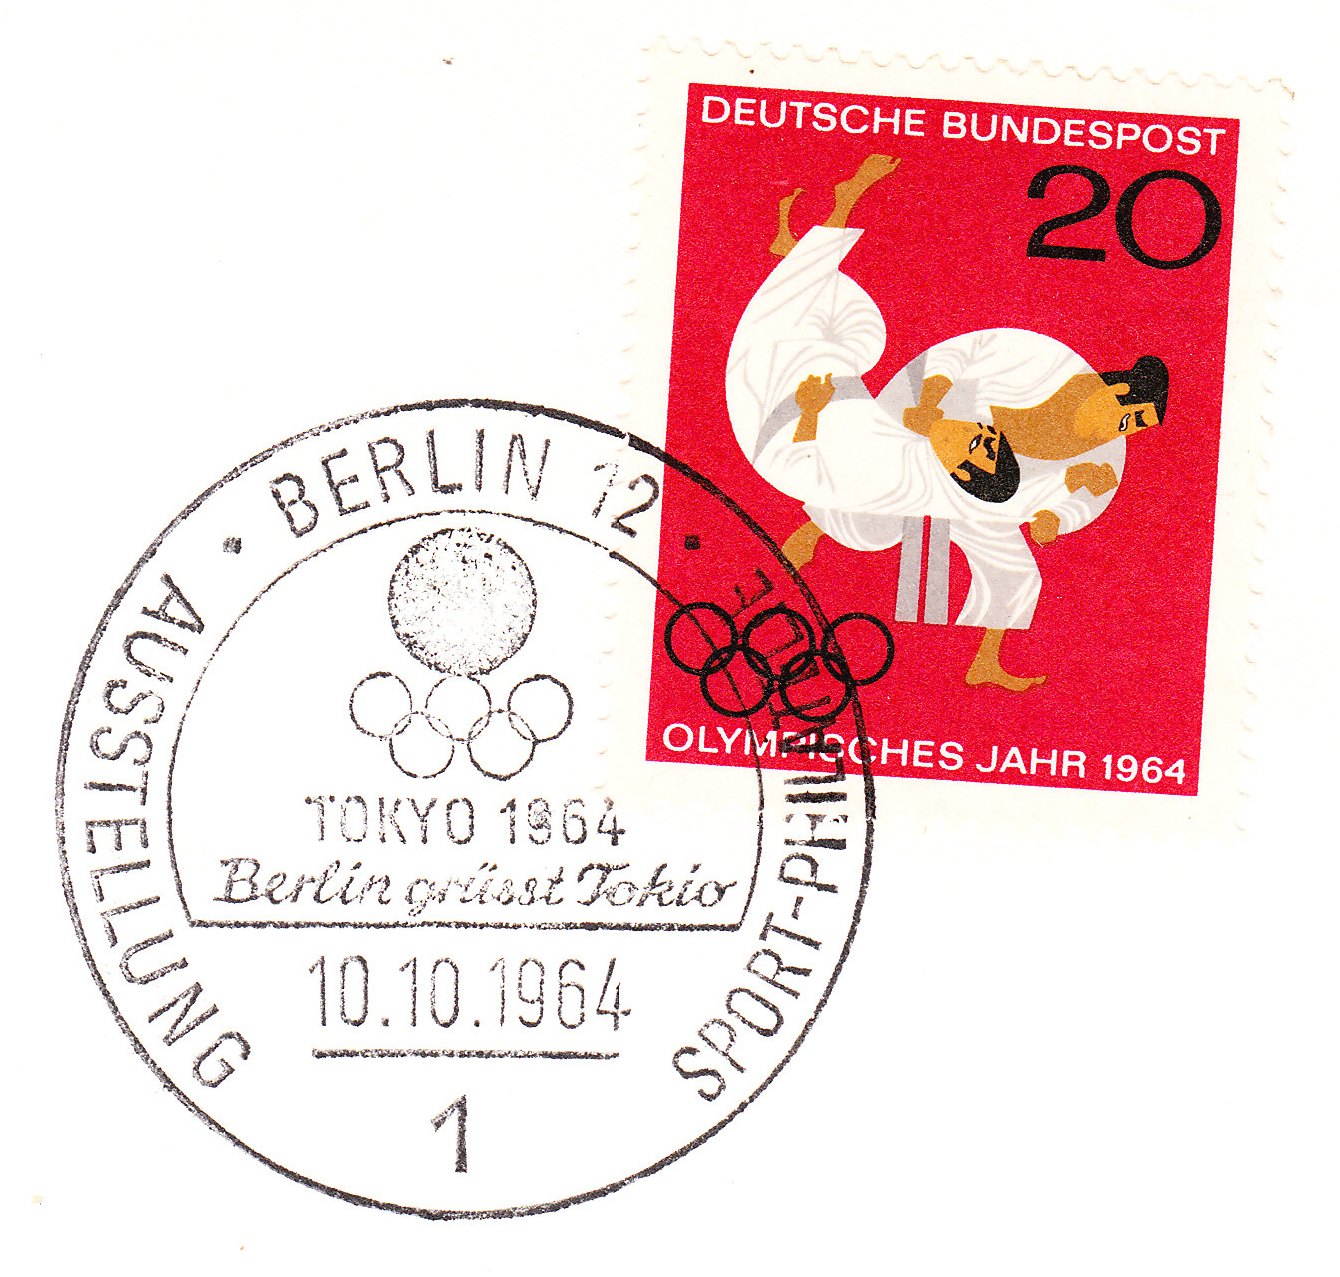 DEUTSCHE BUNDESPOST
20
OLYMPISCHES JAHR 1964
BERLIN 12
AUSSTELLUNG SPORT-PHILATELIE
TOKYO 1964
Berlin grüsst Tokio
10.10.1964
1